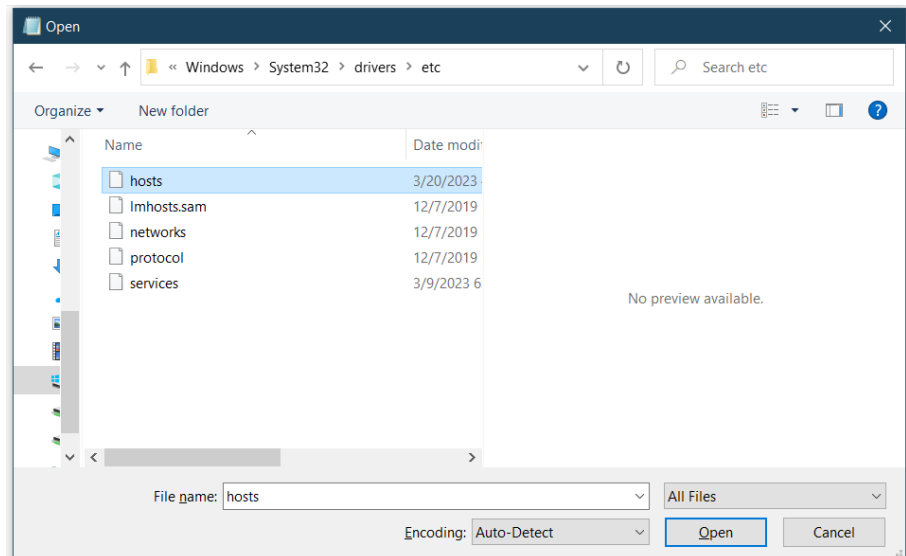 Open
« Windows > System32 > drivers > etc
Search etc
Organize
New folder
?
Name
Date modi
hosts
3/20/2023
lmhosts.sam
12/7/2019
networks
12/7/2019
protocol
12/7/2019
services
3/9/2023 6
No preview available.
File name: hosts
All Files
Encoding: Auto-Detect
Open
Cancel